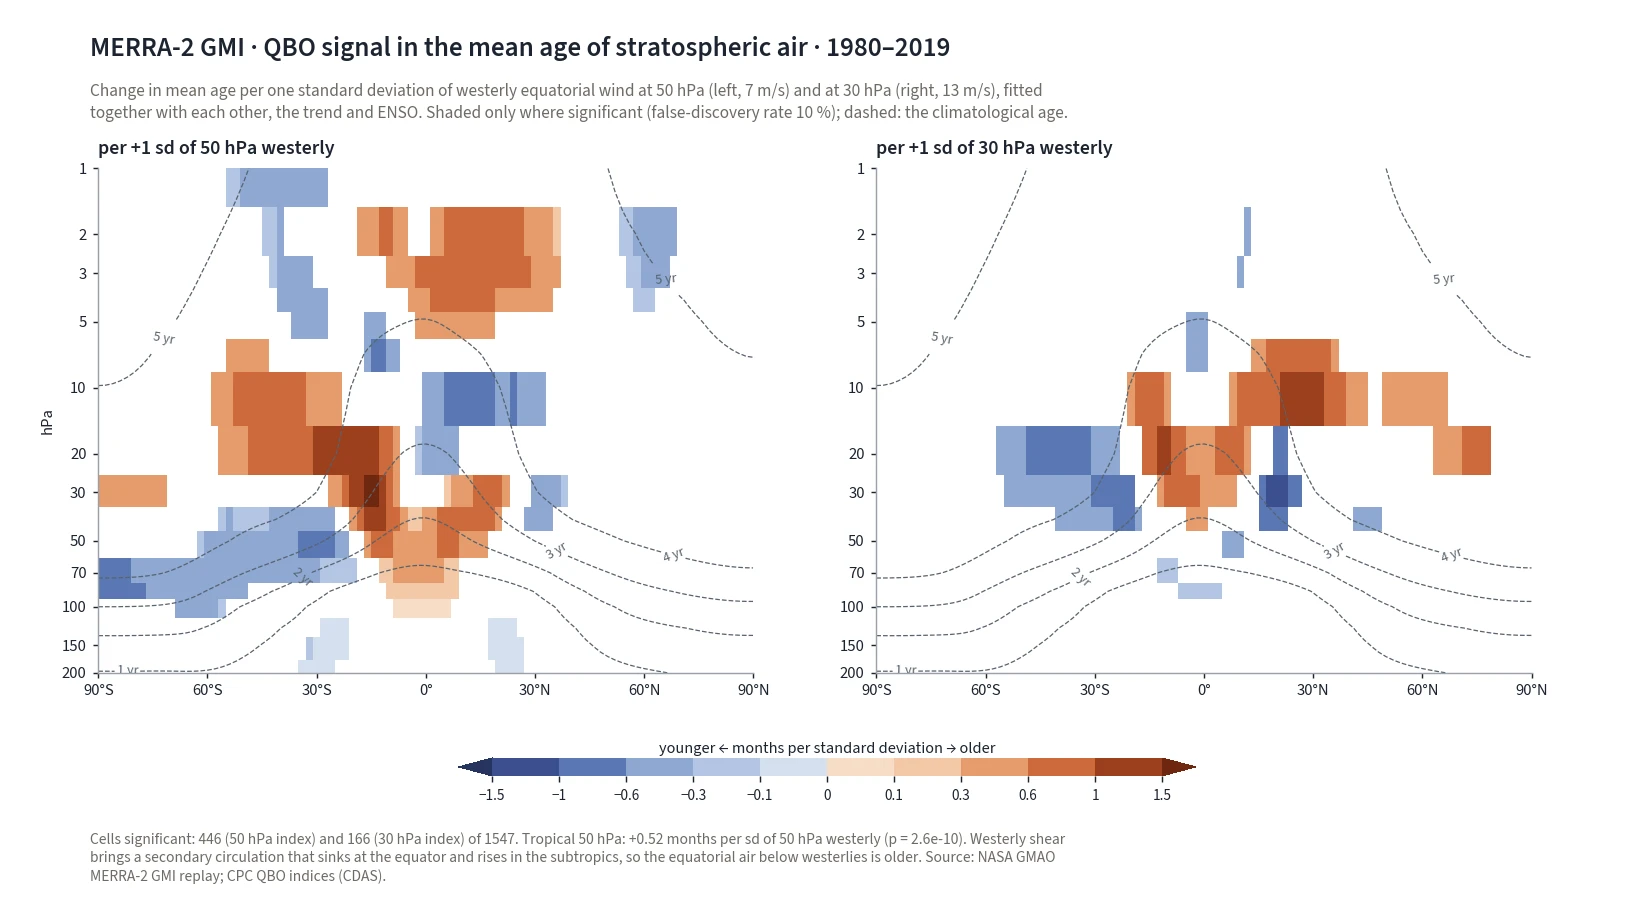 MERRA-2 GMI · QBO signal in the mean age of stratospheric air · 1980–2019
Change in mean age per one standard deviation of westerly equatorial wind at 50 hPa (left, 7 m/s) and at 30 hPa (right, 13 m/s), fitted
together with each other, the trend and ENSO. Shaded only where significant (false-discovery rate 10 %); dashed: the climatological age.
per +1 sd of 50 hPa westerly
per +1 sd of 30 hPa westerly
hPa
1
2
3
5
10
20
30
50
70
100
150
200
90°S
60°S
30°S
0°
30°N
60°N
90°N
5 yr
5 yr
4 yr
3 yr
2 yr
1 yr
1
2
3
5
10
20
30
50
70
100
150
200
90°S
60°S
30°S
0°
30°N
60°N
90°N
5 yr
5 yr
4 yr
3 yr
2 yr
1 yr
younger ← months per standard deviation → older
−1.5
−1
−0.6
−0.3
−0.1
0
0.1
0.3
0.6
1
1.5
Cells significant: 446 (50 hPa index) and 166 (30 hPa index) of 1547. Tropical 50 hPa: +0.52 months per sd of 50 hPa westerly (p = 2.6e-10). Westerly shear
brings a secondary circulation that sinks at the equator and rises in the subtropics, so the equatorial air below westerlies is older. Source: NASA GMAO
MERRA-2 GMI replay; CPC QBO indices (CDAS).